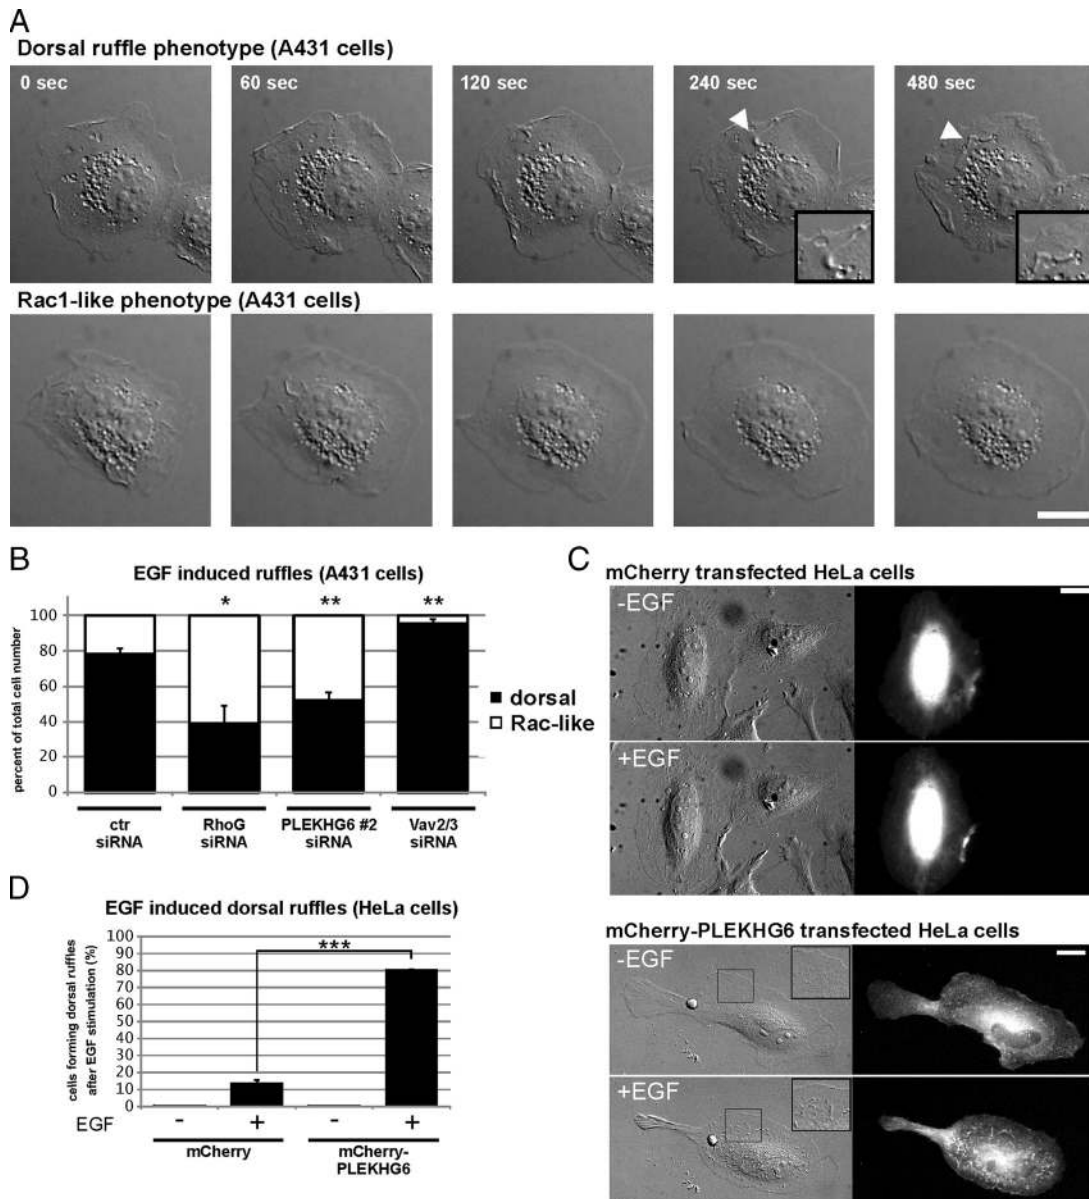 A
Dorsal ruffle phenotype (A431 cells)
0 sec
60 sec
120 sec
240 sec
480 sec
Rac1-like phenotype (A431 cells)
B
EGF induced ruffles (A431 cells)
percent of total cell number
100
80
60
40
20
0
*
**
**
ctr
siRNA
RhoG
siRNA
PLEKHG6 #2
siRNA
Vav2/3
siRNA
dorsal
Rac-like
C
mCherry transfected HeLa cells
-EGF
+EGF
mCherry-PLEKHG6 transfected HeLa cells
-EGF
+EGF
D
EGF induced dorsal ruffles (HeLa cells)
cells forming dorsal ruffles
after EGF stimulation (%)
100
90
80
70
60
50
40
30
20
10
0
***
EGF - + - +
mCherry
mCherry-
PLEKHG6